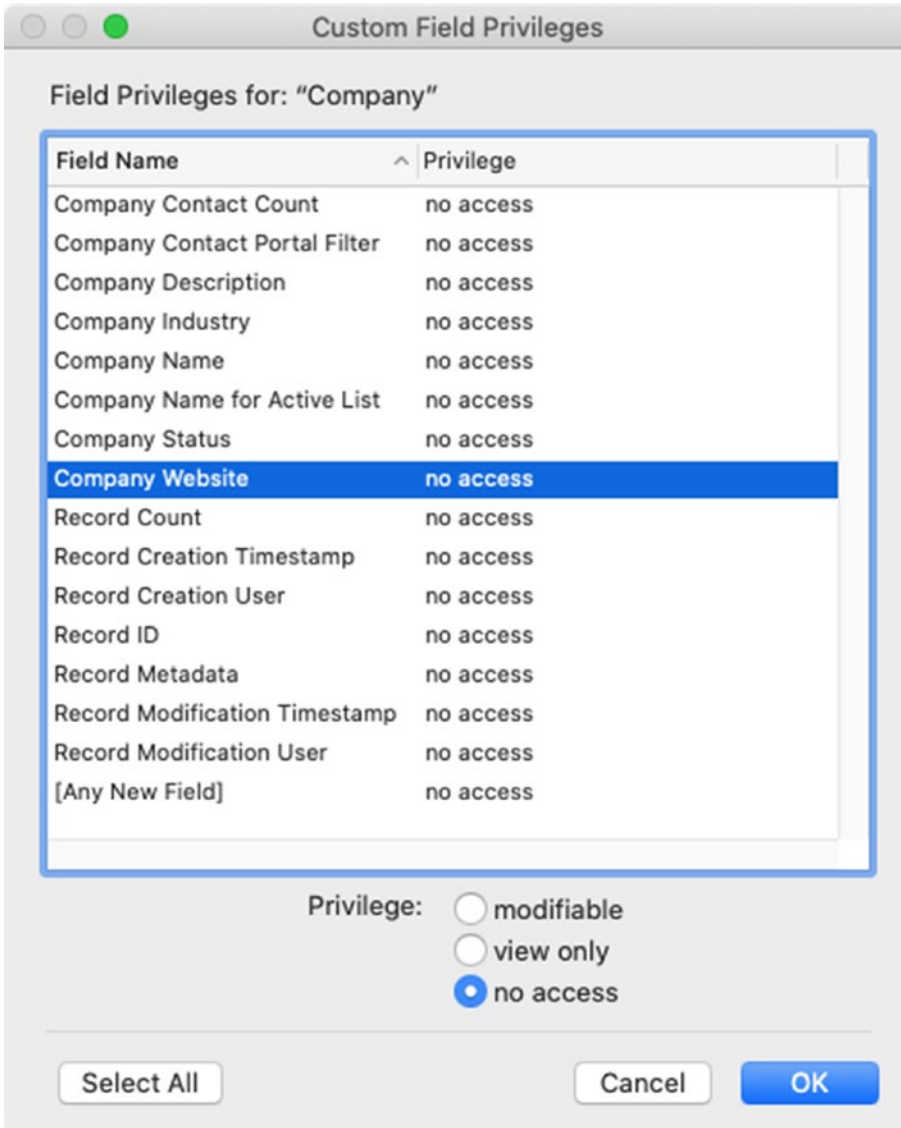 Custom Field Privileges
Field Privileges for: “Company”
Field Name Privilege
Company Contact Count no access
Company Contact Portal Filter no access
Company Description no access
Company Industry no access
Company Name no access
Company Name for Active List no access
Company Status no access
Company Website no access
Record Count no access
Record Creation Timestamp no access
Record Creation User no access
Record ID no access
Record Metadata no access
Record Modification Timestamp no access
Record Modification User no access
[Any New Field] no access
Privilege: modifiable
view only
no access
Select All Cancel OK